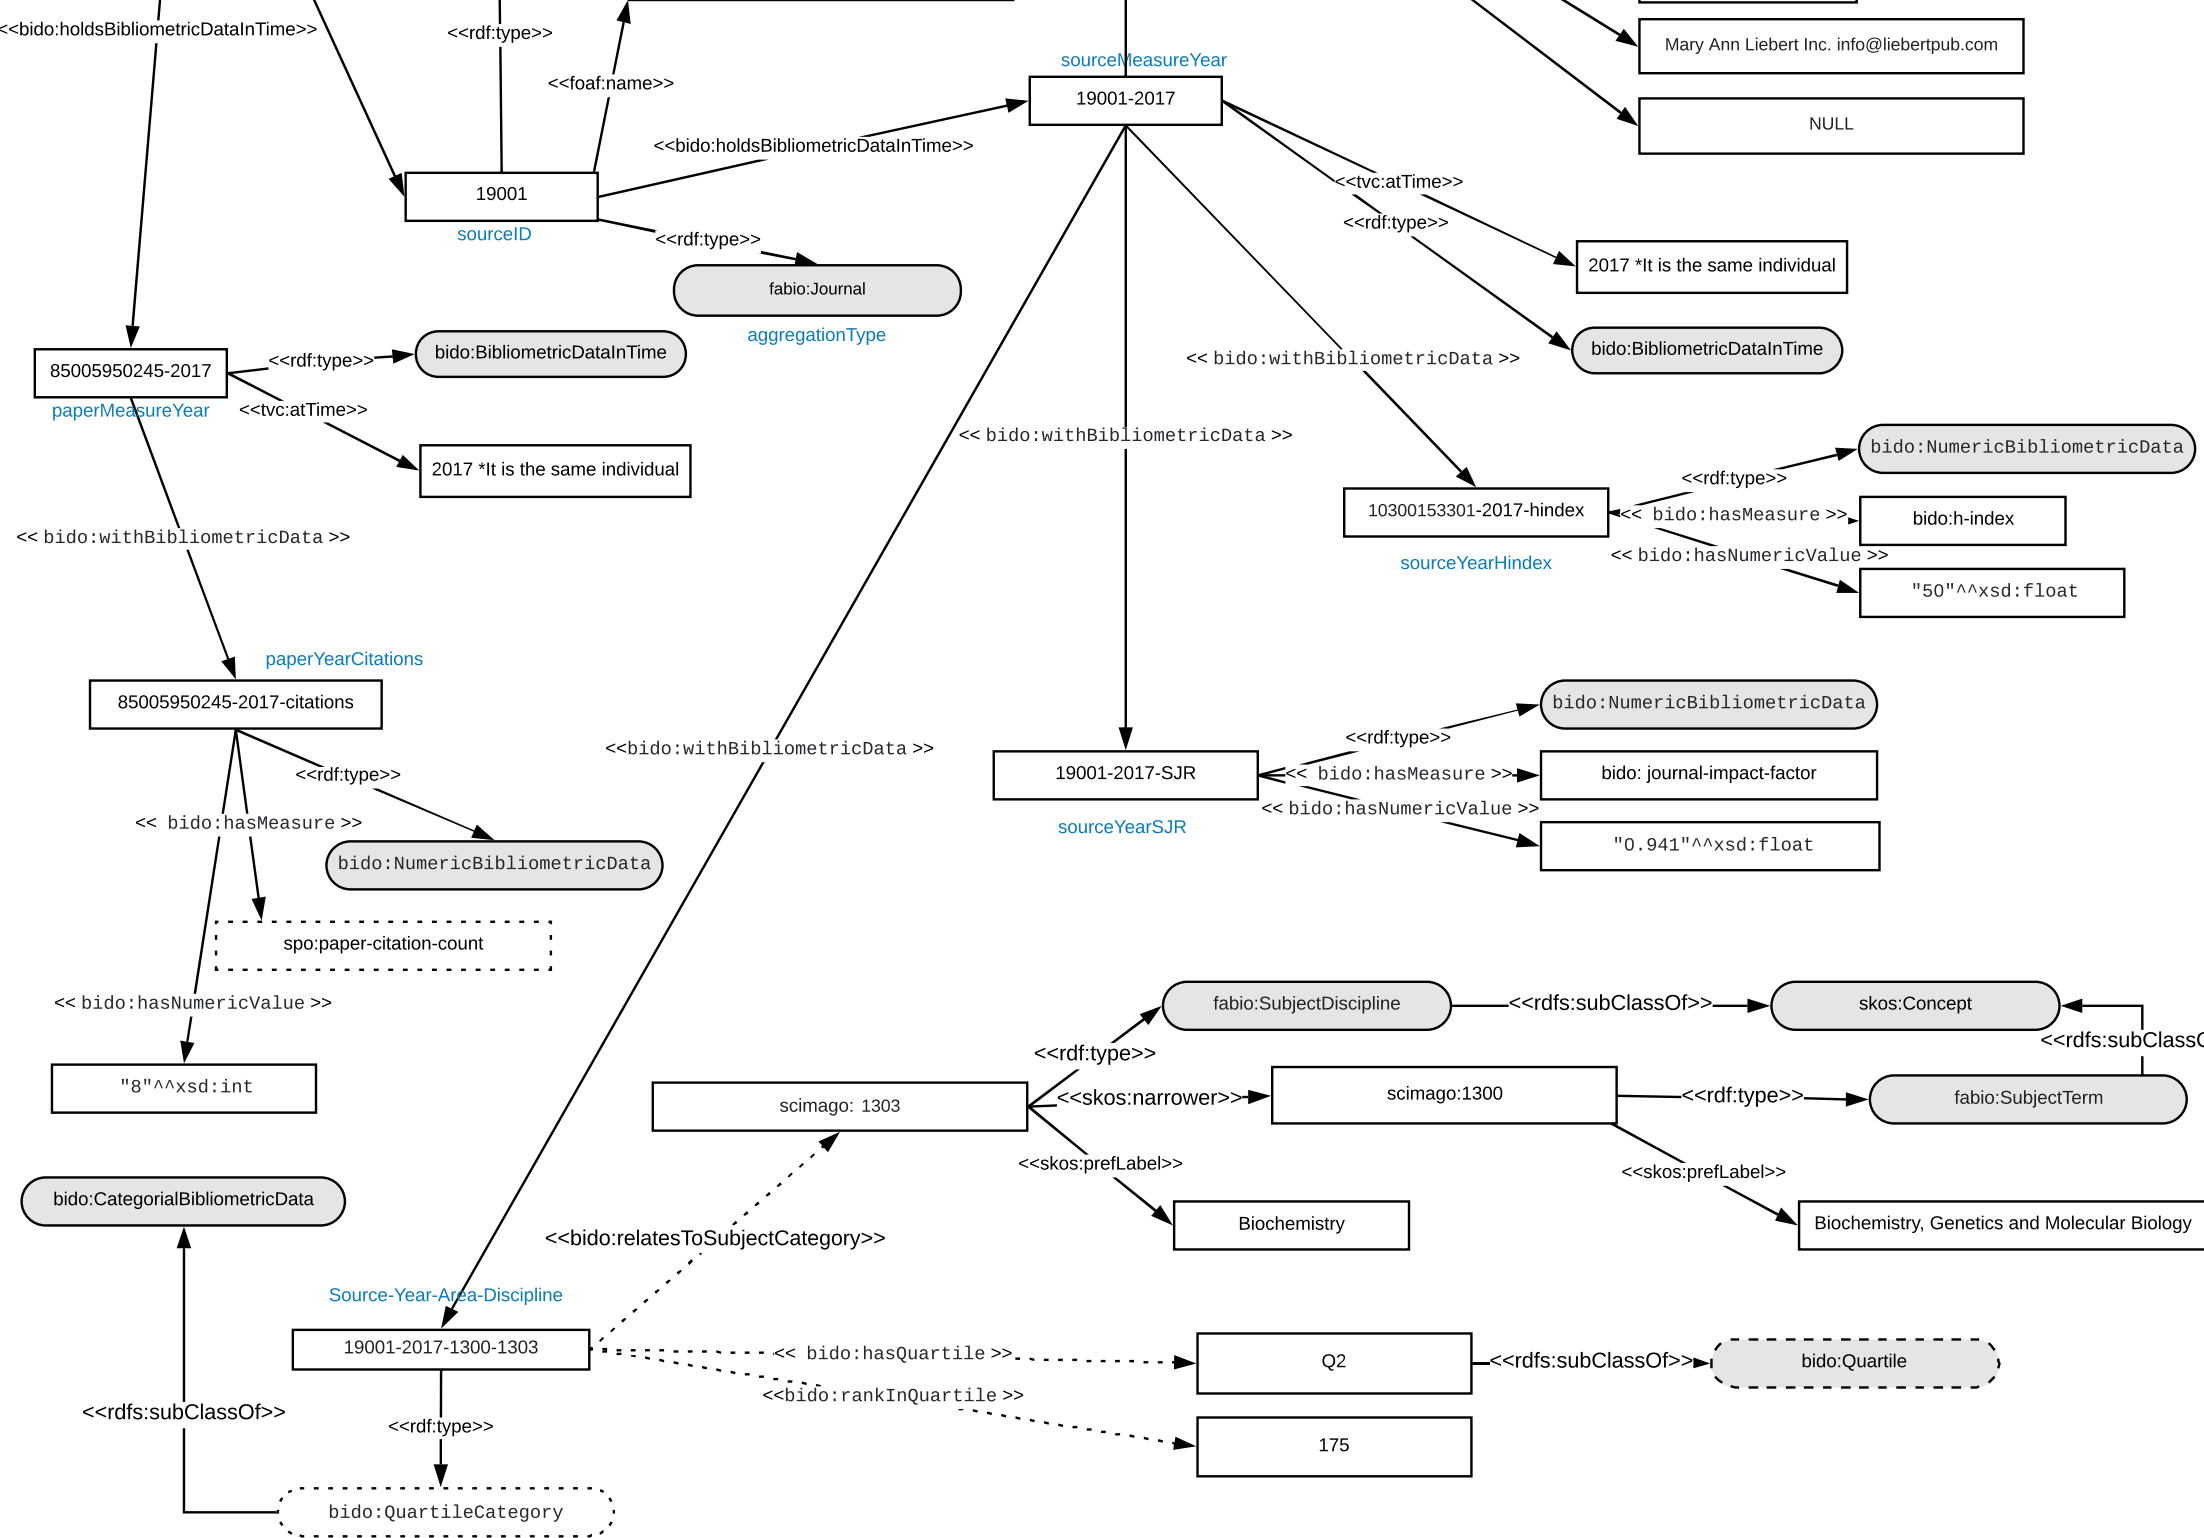 <<bido:holdsBibliometricDataInTime>>
<<rdf:type>>
Mary Ann Liebert Inc. info@liebertpub.com
sourceMeasureYear
<<foaf:name>>
19001-2017
NULL
<<bido:holdsBibliometricDataInTime>>
<<tvc:atTime>>
19001
<<rdf:type>>
sourceID
<<rdf:type>>
2017 *It is the same individual
fabio:Journal
aggregationType
bido:BibliometricDataInTime
bido:BibliometricDataInTime
<<rdf:type>>
<< bido:withBibliometricData >>
85005950245-2017
paperMeasureYear
<<tvc:atTime>>
<< bido:withBibliometricData >>
bido:NumericBibliometricData
2017 *It is the same individual
<<rdf:type>>
10300153301-2017-hindex
<< bido:hasMeasure >>
bido:h-index
<< bido:withBibliometricData >>
sourceYearHindex
<< bido:hasNumericValue >>
"50"^^xsd:float
paperYearCitations
85005950245-2017-citations
bido:NumericBibliometricData
<<rdf:type>>
<<bido:withBibliometricData >>
<<rdf:type>>
19001-2017-SJR
<< bido:hasMeasure >>
bido: journal-impact-factor
<< bido:hasMeasure >>
sourceYearSJR
<< bido:hasNumericValue >>
"0.941"^^xsd:float
bido:NumericBibliometricData
spo:paper-citation-count
<< bido:hasNumericValue >>
fabio:SubjectDiscipline
<<rdfs:subClassOf>>
skos:Concept
<<rdfs:subClassO
<<rdf:type>>
"8"^^xsd:int
scimago: 1303
<<skos:narrower>>
scimago:1300
<<rdf:type>>
fabio:SubjectTerm
<<skos:prefLabel>>
<<skos:prefLabel>>
bido:CategorialBibliometricData
Biochemistry
Biochemistry, Genetics and Molecular Biology
<<bido:relatesToSubjectCategory>>
Source-Year-Area-Discipline
19001-2017-1300-1303
<< bido:hasQuartile >>
Q2
<<rdfs:subClassOf>>
bido:Quartile
<<bido:rankInQuartile >>
<<rdfs:subClassOf>>
<<rdf:type>>
175
bido:QuartileCategory